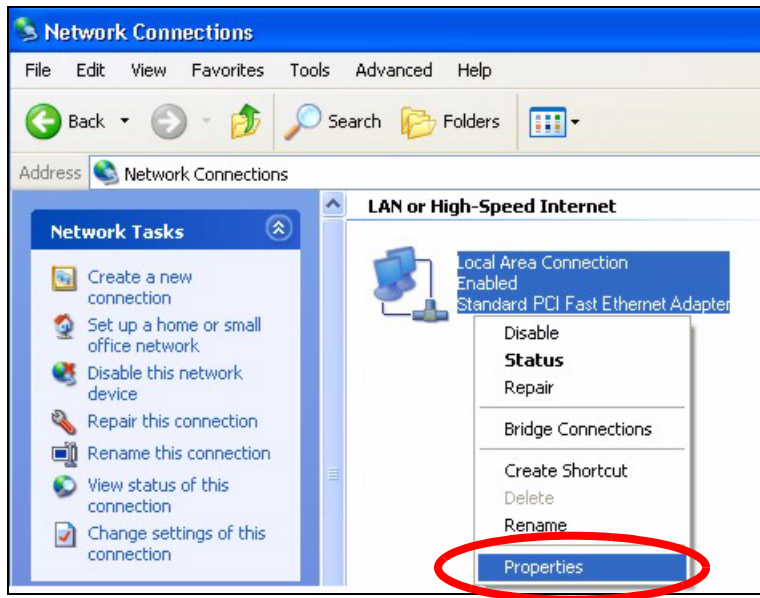 Network Connections
File Edit View Favorites Tools Advanced Help
Back Search Folders
Address Network Connections
Network Tasks
Create a new
connection
Set up a home or small
office network
Disable this network
device
Repair this connection
Rename this connection
View status of this
connection
Change settings of this
connection
LAN or High-Speed Internet
Local Area Connection
Enabled
Standard PCI Fast Ethernet Adapter
Disable
Status
Repair
Bridge Connections
Create Shortcut
Delete
Rename
Properties